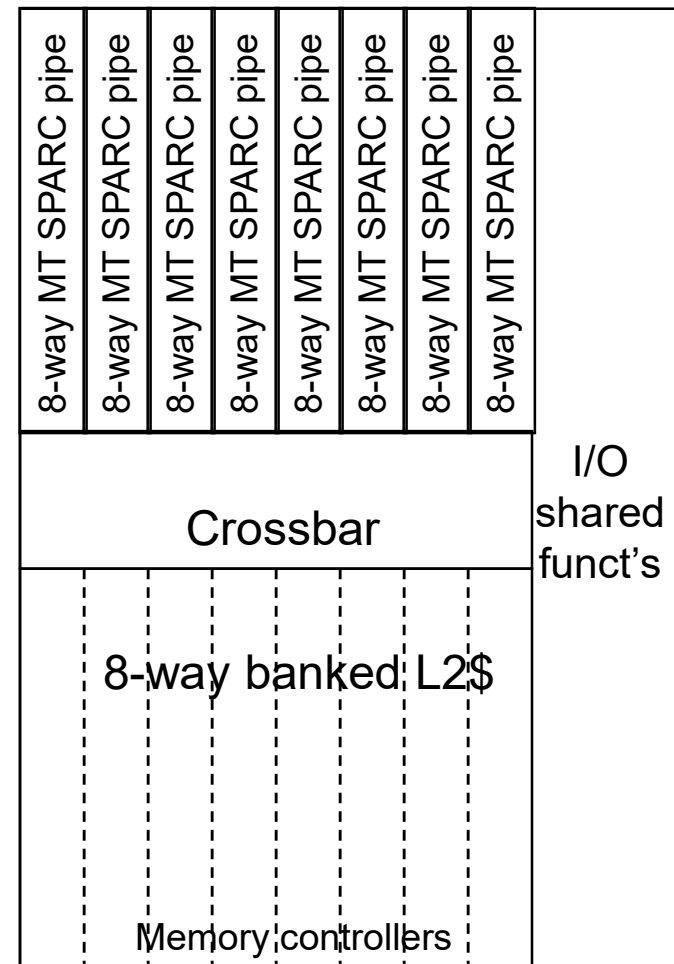 8-way MT SPARC pipe
8-way MT SPARC pipe
8-way MT SPARC pipe
8-way MT SPARC pipe
8-way MT SPARC pipe
8-way MT SPARC pipe
8-way MT SPARC pipe
8-way MT SPARC pipe
Crossbar
I/O
shared
funct’s
8-way banked L2$
Memory controllers